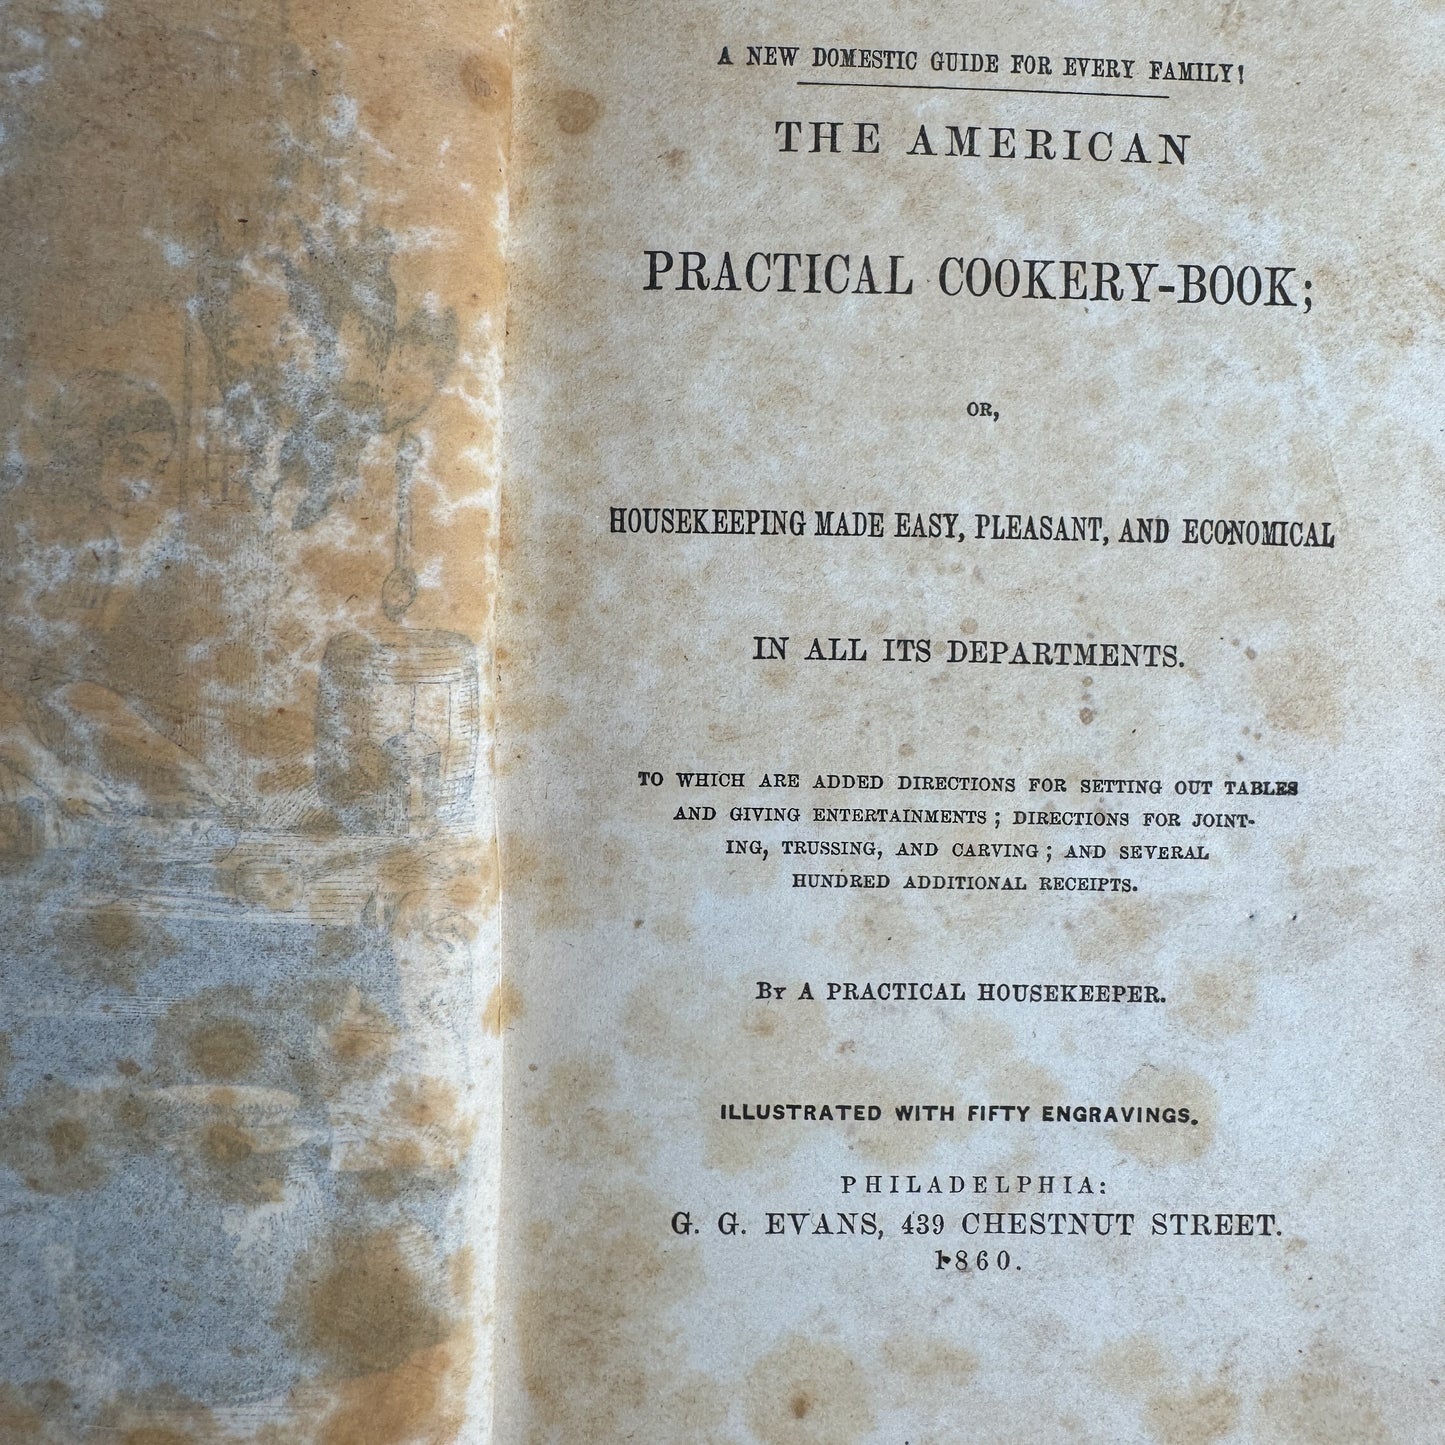 A NEW DOMESTIC GUIDE FOR EVERY FAMILY!
THE AMERICAN
PRACTICAL COOKERY-BOOK;
OR,
HOUSEKEEPING MADE EASY, PLEASANT, AND ECONOMICAL
IN ALL ITS DEPARTMENTS.
TO WHICH ARE ADDED DIRECTIONS FOR SETTING OUT TABLES
AND GIVING ENTERTAINMENTS; DIRECTIONS FOR JOINT-
ING, TRUSSING, AND CARVING; AND SEVERAL
HUNDRED ADDITIONAL RECEIPTS.
BY A PRACTICAL HOUSEKEEPER.
ILLUSTRATED WITH FIFTY ENGRAVINGS.
PHILADELPHIA:
G. G. EVANS, 439 CHESTNUT STREET.
1860.